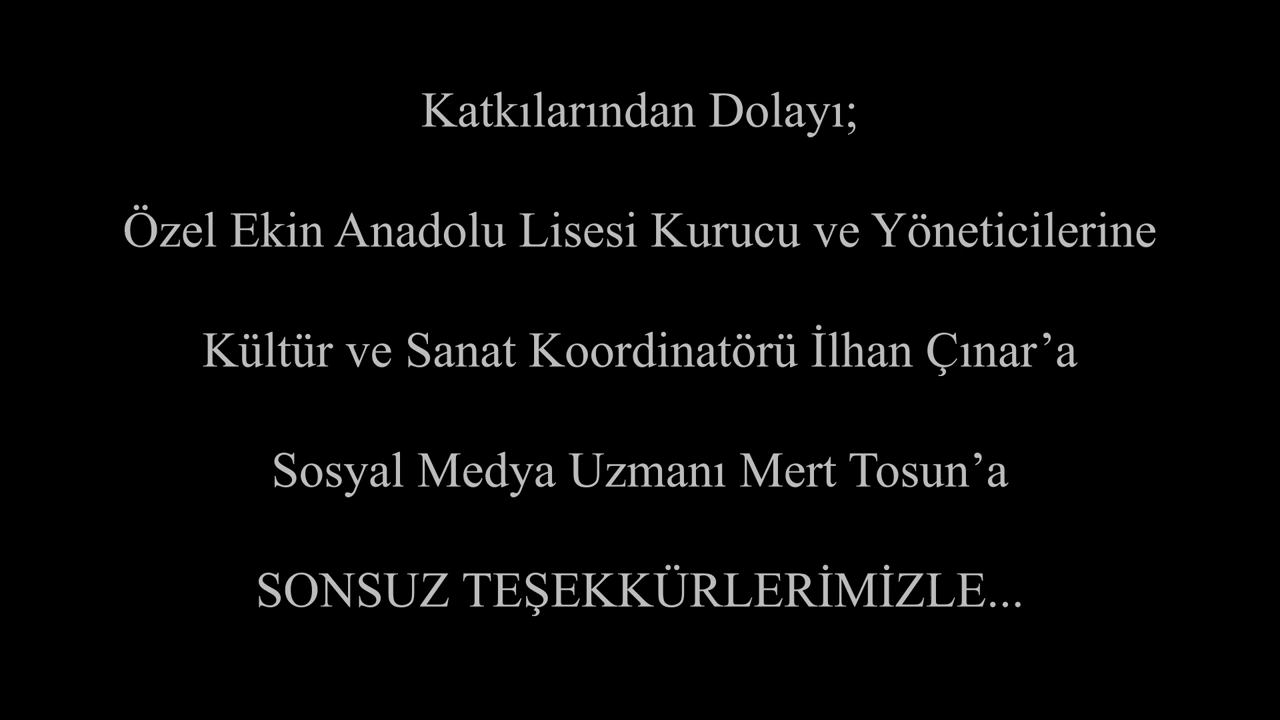 Katkılarından Dolayı;
Özel Ekin Anadolu Lisesi Kurucu ve Yöneticilerine
Kültür ve Sanat Koordinatörü İlhan Çınar’a
Sosyal Medya Uzmanı Mert Tosun’a
SONSUZ TEŞEKKÜRLERİMİZLE...